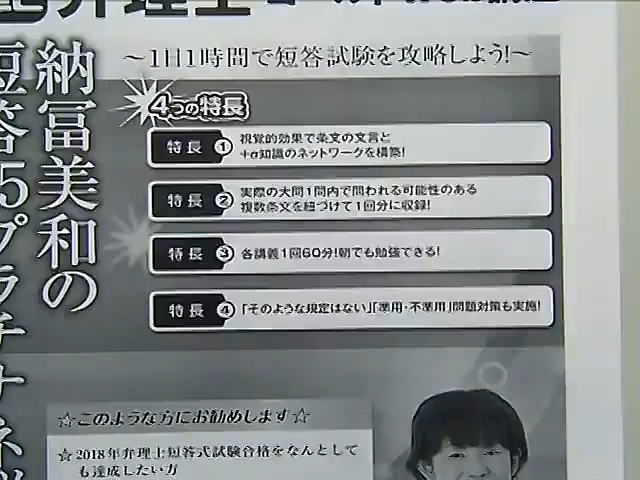 弁理士
～1日1時間で短答試験を攻略しよう!～
納冨美和の
短答65プラチナネッ
4つの特長
特長① 視覚的効果で条文の文言と
+α知識のネットワークを構築!
特長② 実際の大問1問内で問われる可能性のある
複数条文を紐づけて1回分に収録!
特長③ 各講義1回60分!朝でも勉強できる!
特長④ 「そのような規定はない」「準用・不準用」問題対策も実施!
☆このような方にお勧めします☆
☆2018年弁理士短答式試験合格をなんとして
も達成したい方